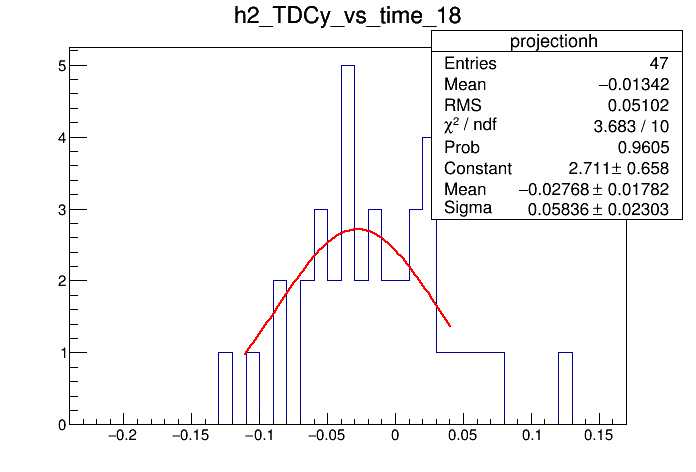 h2_TDCy_vs_time_18
projectionh
Entries 47
Mean −0.01342
RMS 0.05102
χ² / ndf 3.683 / 10
Prob 0.9605
Constant 2.711± 0.658
Mean −0.02768 ± 0.01782
Sigma 0.05836 ± 0.02303
5
4
3
2
1
0
−0.2 −0.15 −0.1 −0.05 0 0.05 0.1 0.15